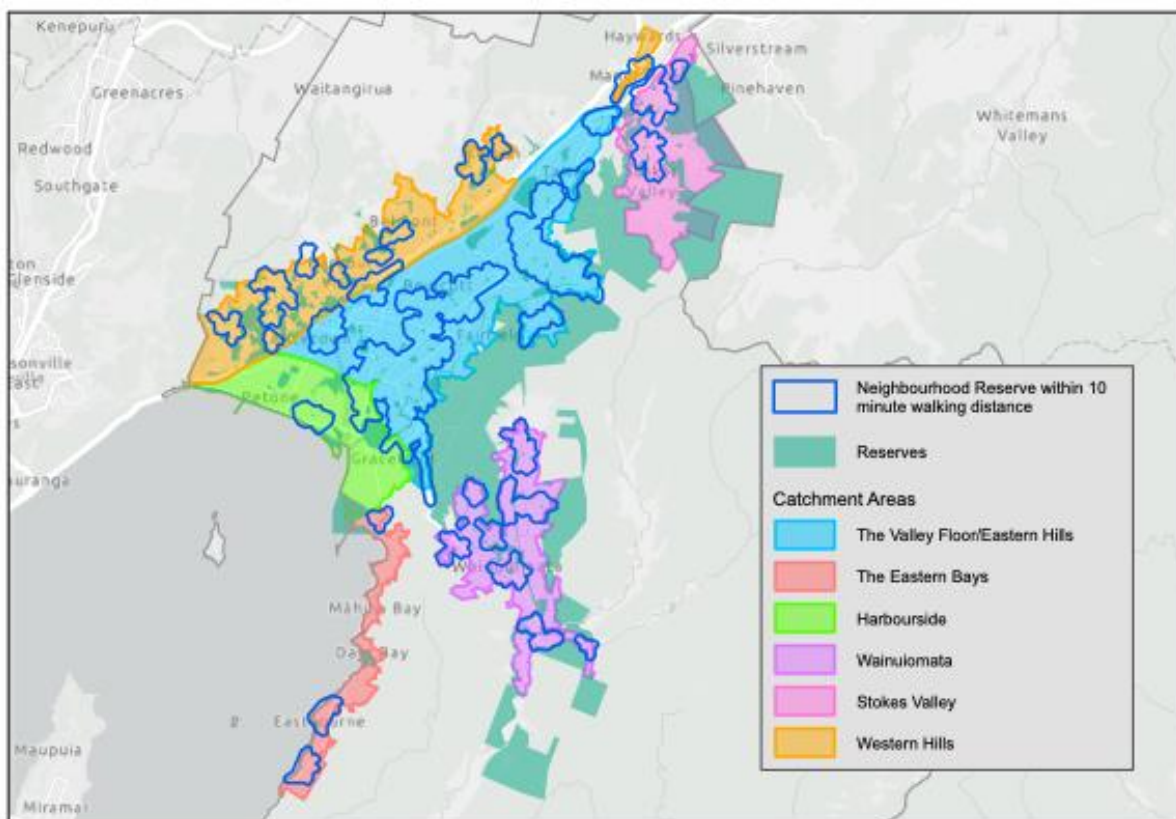 Kenepuru
Haywards
Silverstream
Greenacres
Waitangirua
Pinehaven
Whitemans
Valley
Redwood
Southgate
Valley
Glenside
Petone
Mahina Bay
Eastbourne
Maupuia
Miramar
Neighbourhood Reserve within 10
minute walking distance
Reserves
Catchment Areas
The Valley Floor/Eastern Hills
The Eastern Bays
Harbourside
Wainuiomata
Stokes Valley
Western Hills